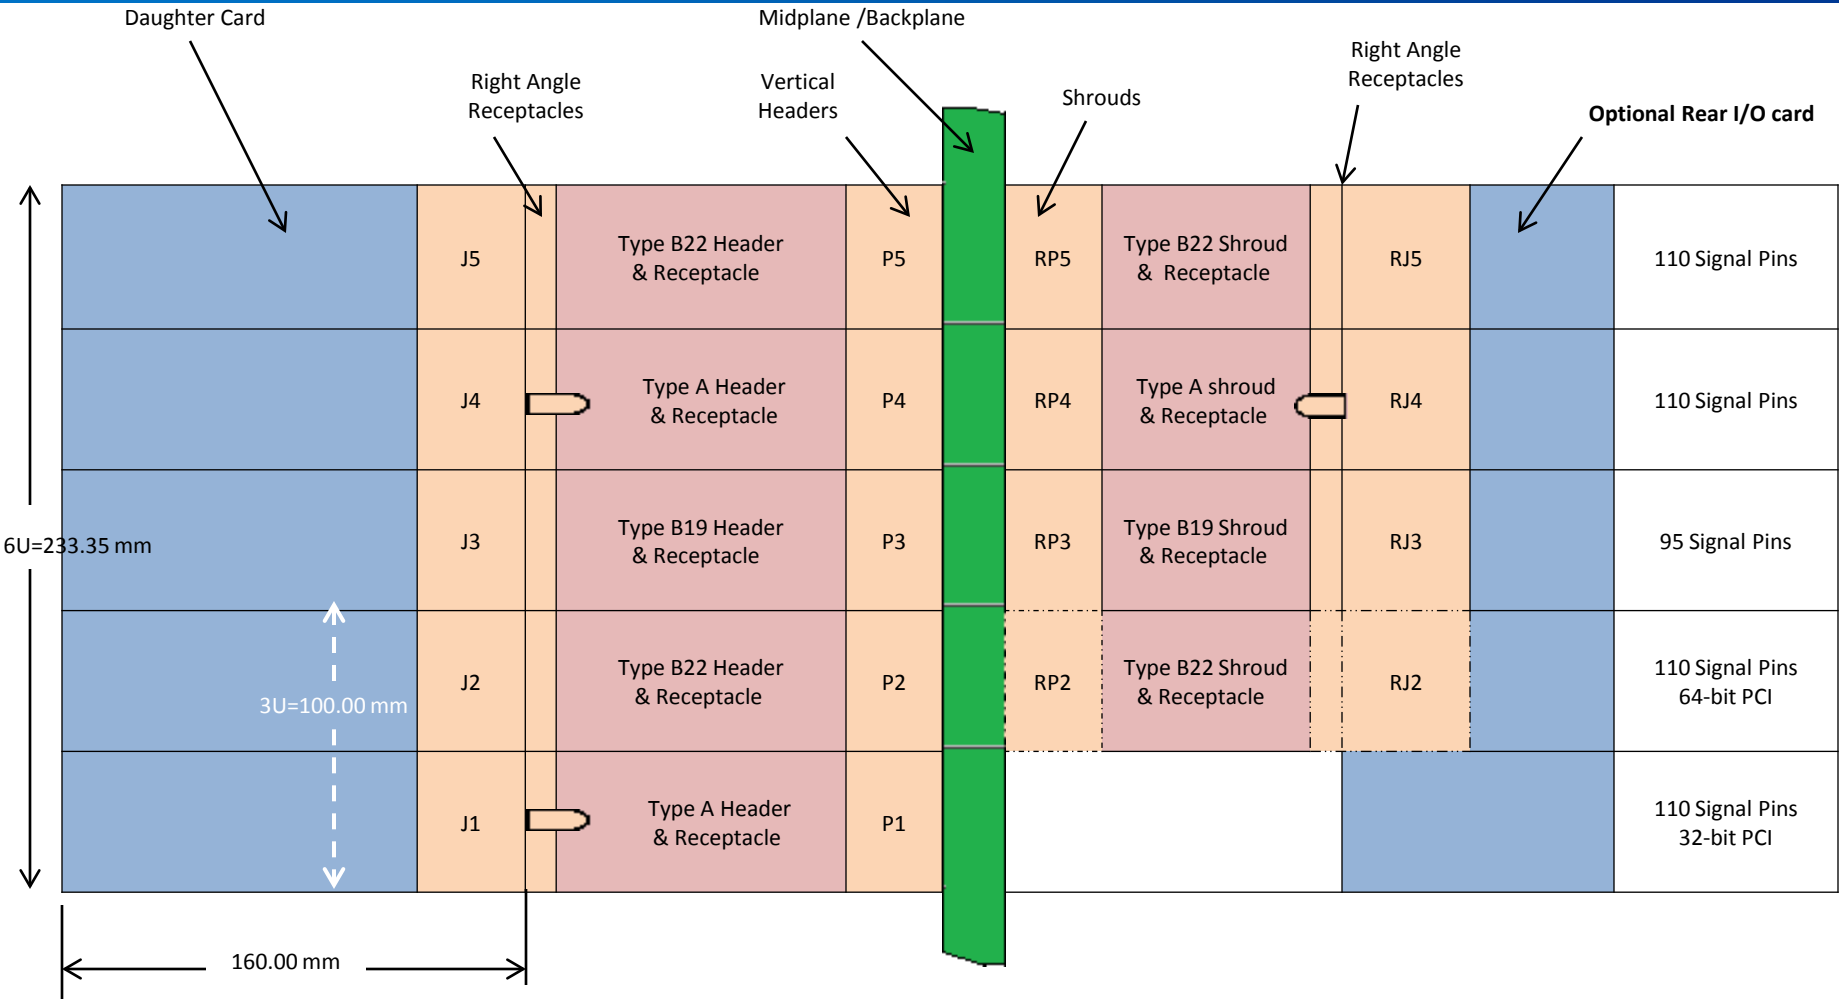 Daughter Card
Midplane /Backplane
Right Angle
Receptacles
Vertical
Headers
Shrouds
Right Angle
Receptacles
Optional Rear I/O card
J5
Type B22 Header
& Receptacle
P5
RP5
Type B22 Shroud
& Receptacle
RJ5
110 Signal Pins
J4
Type A Header
& Receptacle
P4
RP4
Type A shroud
& Receptacle
RJ4
110 Signal Pins
6U=233.35 mm
J3
Type B19 Header
& Receptacle
P3
RP3
Type B19 Shroud
& Receptacle
RJ3
95 Signal Pins
3U=100.00 mm
J2
Type B22 Header
& Receptacle
P2
RP2
Type B22 Shroud
& Receptacle
RJ2
110 Signal Pins
64-bit PCI
J1
Type A Header
& Receptacle
P1
110 Signal Pins
32-bit PCI
160.00 mm